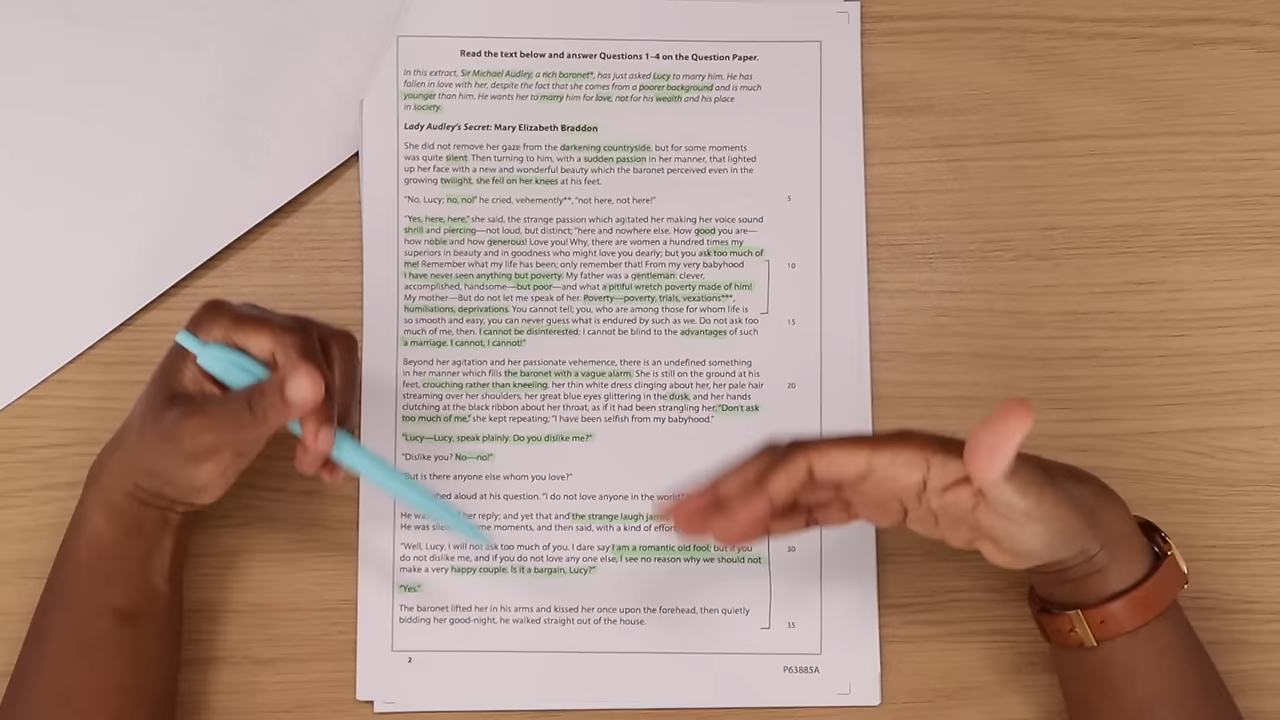 Read the text below and answer Questions 1–4 on the Question Paper.
In this extract, Sir Michael Audley, a rich baronet*, has just asked Lucy to marry him. He has
fallen in love with her, despite the fact that she comes from a poorer background and is much
younger than him. He wants her to marry him for love, not for his wealth and his place
in society.
Lady Audley's Secret: Mary Elizabeth Braddon
She did not remove her gaze from the darkening countryside, but for some moments
was quite silent. Then turning to him, with a sudden passion in her manner, that lighted
up her face with a new and wonderful beauty which the baronet perceived even in the
growing twilight, she fell on her knees at his feet.
"No, Lucy; no, no!" he cried, vehemently**, "not here, not here!"
5
"Yes, here, here," she said, the strange passion which agitated her making her voice sound
shrill and piercing—not loud, but distinct; "here and nowhere else. How good you are—
how noble and how generous! Love you! Why, there are women a hundred times my
superiors in beauty and in goodness who might love you dearly; but you ask too much of
me! Remember what my life has been; only remember that! From my very babyhood
10
I have never seen anything but poverty. My father was a gentleman: clever,
accomplished, handsome—but poor—and what a pitiful wretch poverty made of him!
My mother—But do not let me speak of her. Poverty—poverty, trials, vexations***,
humiliations, deprivations. You cannot tell; you, who are among those for whom life is
so smooth and easy, you can never guess what is endured by such as we. Do not ask too
15
much of me, then. I cannot be disinterested; I cannot be blind to the advantages of such
a marriage. I cannot, I cannot!"
Beyond her agitation and her passionate vehemence, there is an undefined something
in her manner which fills the baronet with a vague alarm. She is still on the ground at his
feet, crouching rather than kneeling, her thin white dress clinging about her, her pale hair
20
streaming over her shoulders, her great blue eyes glittering in the dusk, and her hands
clutching at the black ribbon about her throat, as if it had been strangling her. "Don't ask
too much of me," she kept repeating; "I have been selfish from my babyhood."
"Lucy—Lucy, speak plainly. Do you dislike me?"
"Dislike you? No—no!"
"But is there anyone else whom you love?"
aloud at his question. "I do not love anyone in the world,"
He her reply; and yet that and the strange laugh
He was moments, and then said, with a kind of effort
"Well, Lucy, I will not ask too much of you. I dare say I am a romantic old fool; but if you
30
do not dislike me, and if you do not love any one else, I see no reason why we should not
make a very happy couple. Is it a bargain, Lucy?"
"Yes."
The baronet lifted her in his arms and kissed her once upon the forehead, then quietly
bidding her good-night, he walked straight out of the house.
35
2
P63885A